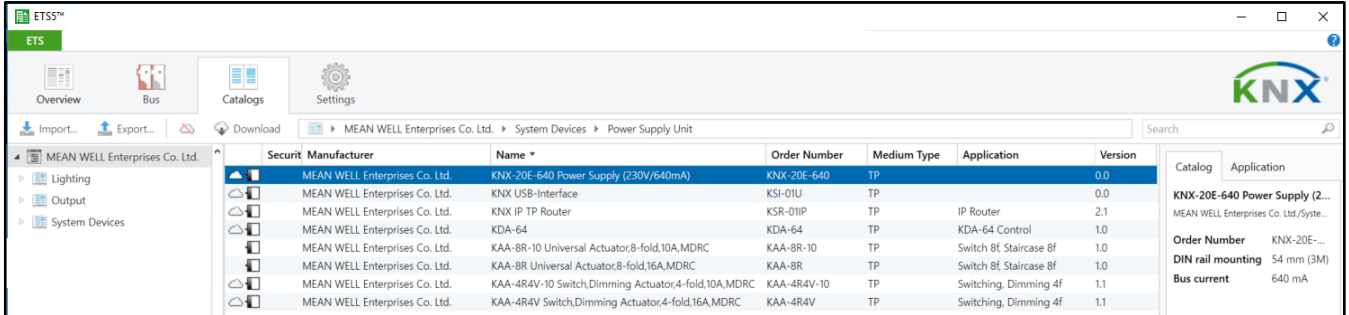 ETS5™
ETS
Overview Bus Catalogs Settings
KNX
Import... Export... Download MEAN WELL Enterprises Co. Ltd. System Devices Power Supply Unit Search
MEAN WELL Enterprises Co. Ltd.
Lighting
Output
System Devices
Securit Manufacturer Name Order Number Medium Type Application Version
MEAN WELL Enterprises Co. Ltd. KNX-20E-640 Power Supply (230V/640mA) KNX-20E-640 TP 0.0
MEAN WELL Enterprises Co. Ltd. KNX USB-Interface KSI-01U TP 0.0
MEAN WELL Enterprises Co. Ltd. KNX IP TP Router KSR-01IP TP IP Router 2.1
MEAN WELL Enterprises Co. Ltd. KDA-64 KDA-64 TP KDA-64 Control 1.0
MEAN WELL Enterprises Co. Ltd. KAA-8R-10 Universal Actuator,8-fold,10A,MDRC KAA-8R-10 TP Switch 8f, Staircase 8f 1.0
MEAN WELL Enterprises Co. Ltd. KAA-8R Universal Actuator,8-fold,16A,MDRC KAA-8R TP Switch 8f, Staircase 8f 1.0
MEAN WELL Enterprises Co. Ltd. KAA-4R4V-10 Switch,Dimming Actuator,4-fold,10A,MDRC KAA-4R4V-10 TP Switching, Dimming 4f 1.1
MEAN WELL Enterprises Co. Ltd. KAA-4R4V Switch,Dimming Actuator,4-fold,16A,MDRC KAA-4R4V TP Switching, Dimming 4f 1.1
Catalog Application
KNX-20E-640 Power Supply (2...
MEAN WELL Enterprises Co. Ltd./Syste...
Order Number KNX-20E-...
DIN rail mounting 54 mm (3M)
Bus current 640 mA